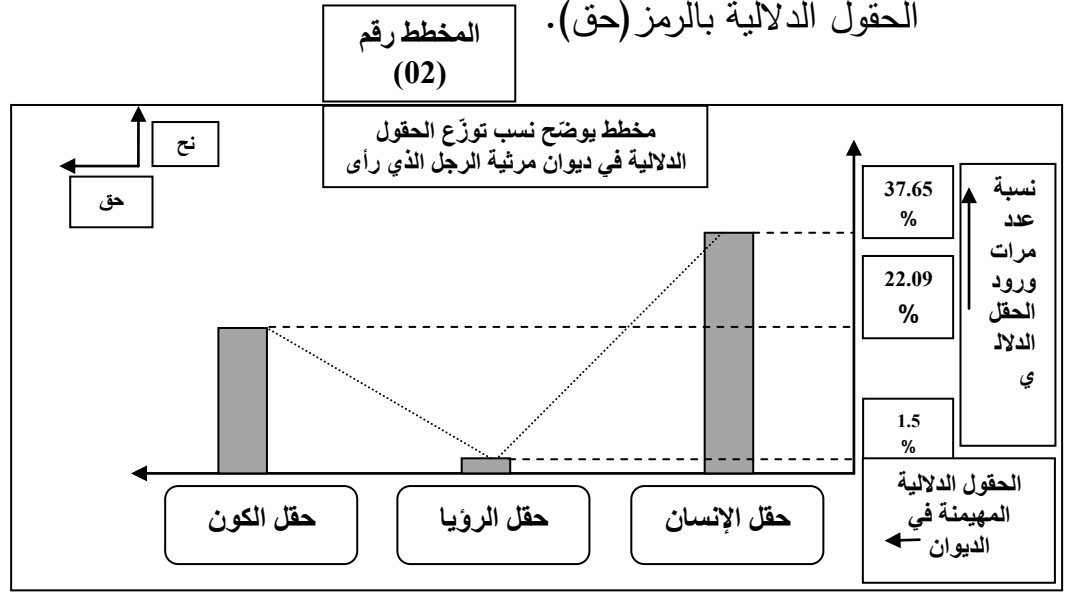 الحقول الدلالية بالرمز (حق).
المخطط رقم
(02)
مخطط يوضّح نسب توزّع الحقول
الدلالية في ديوان مرثية الرجل الذي رأى
نح
حق
نسبة
عدد
مرات
ورود
الحقل
الدلال
ي
37.65
%
22.09
%
1.5
%
الحقول الدلالية
المهيمنة في
الديوان
حقل الإنسان
حقل الرؤيا
حقل الكون